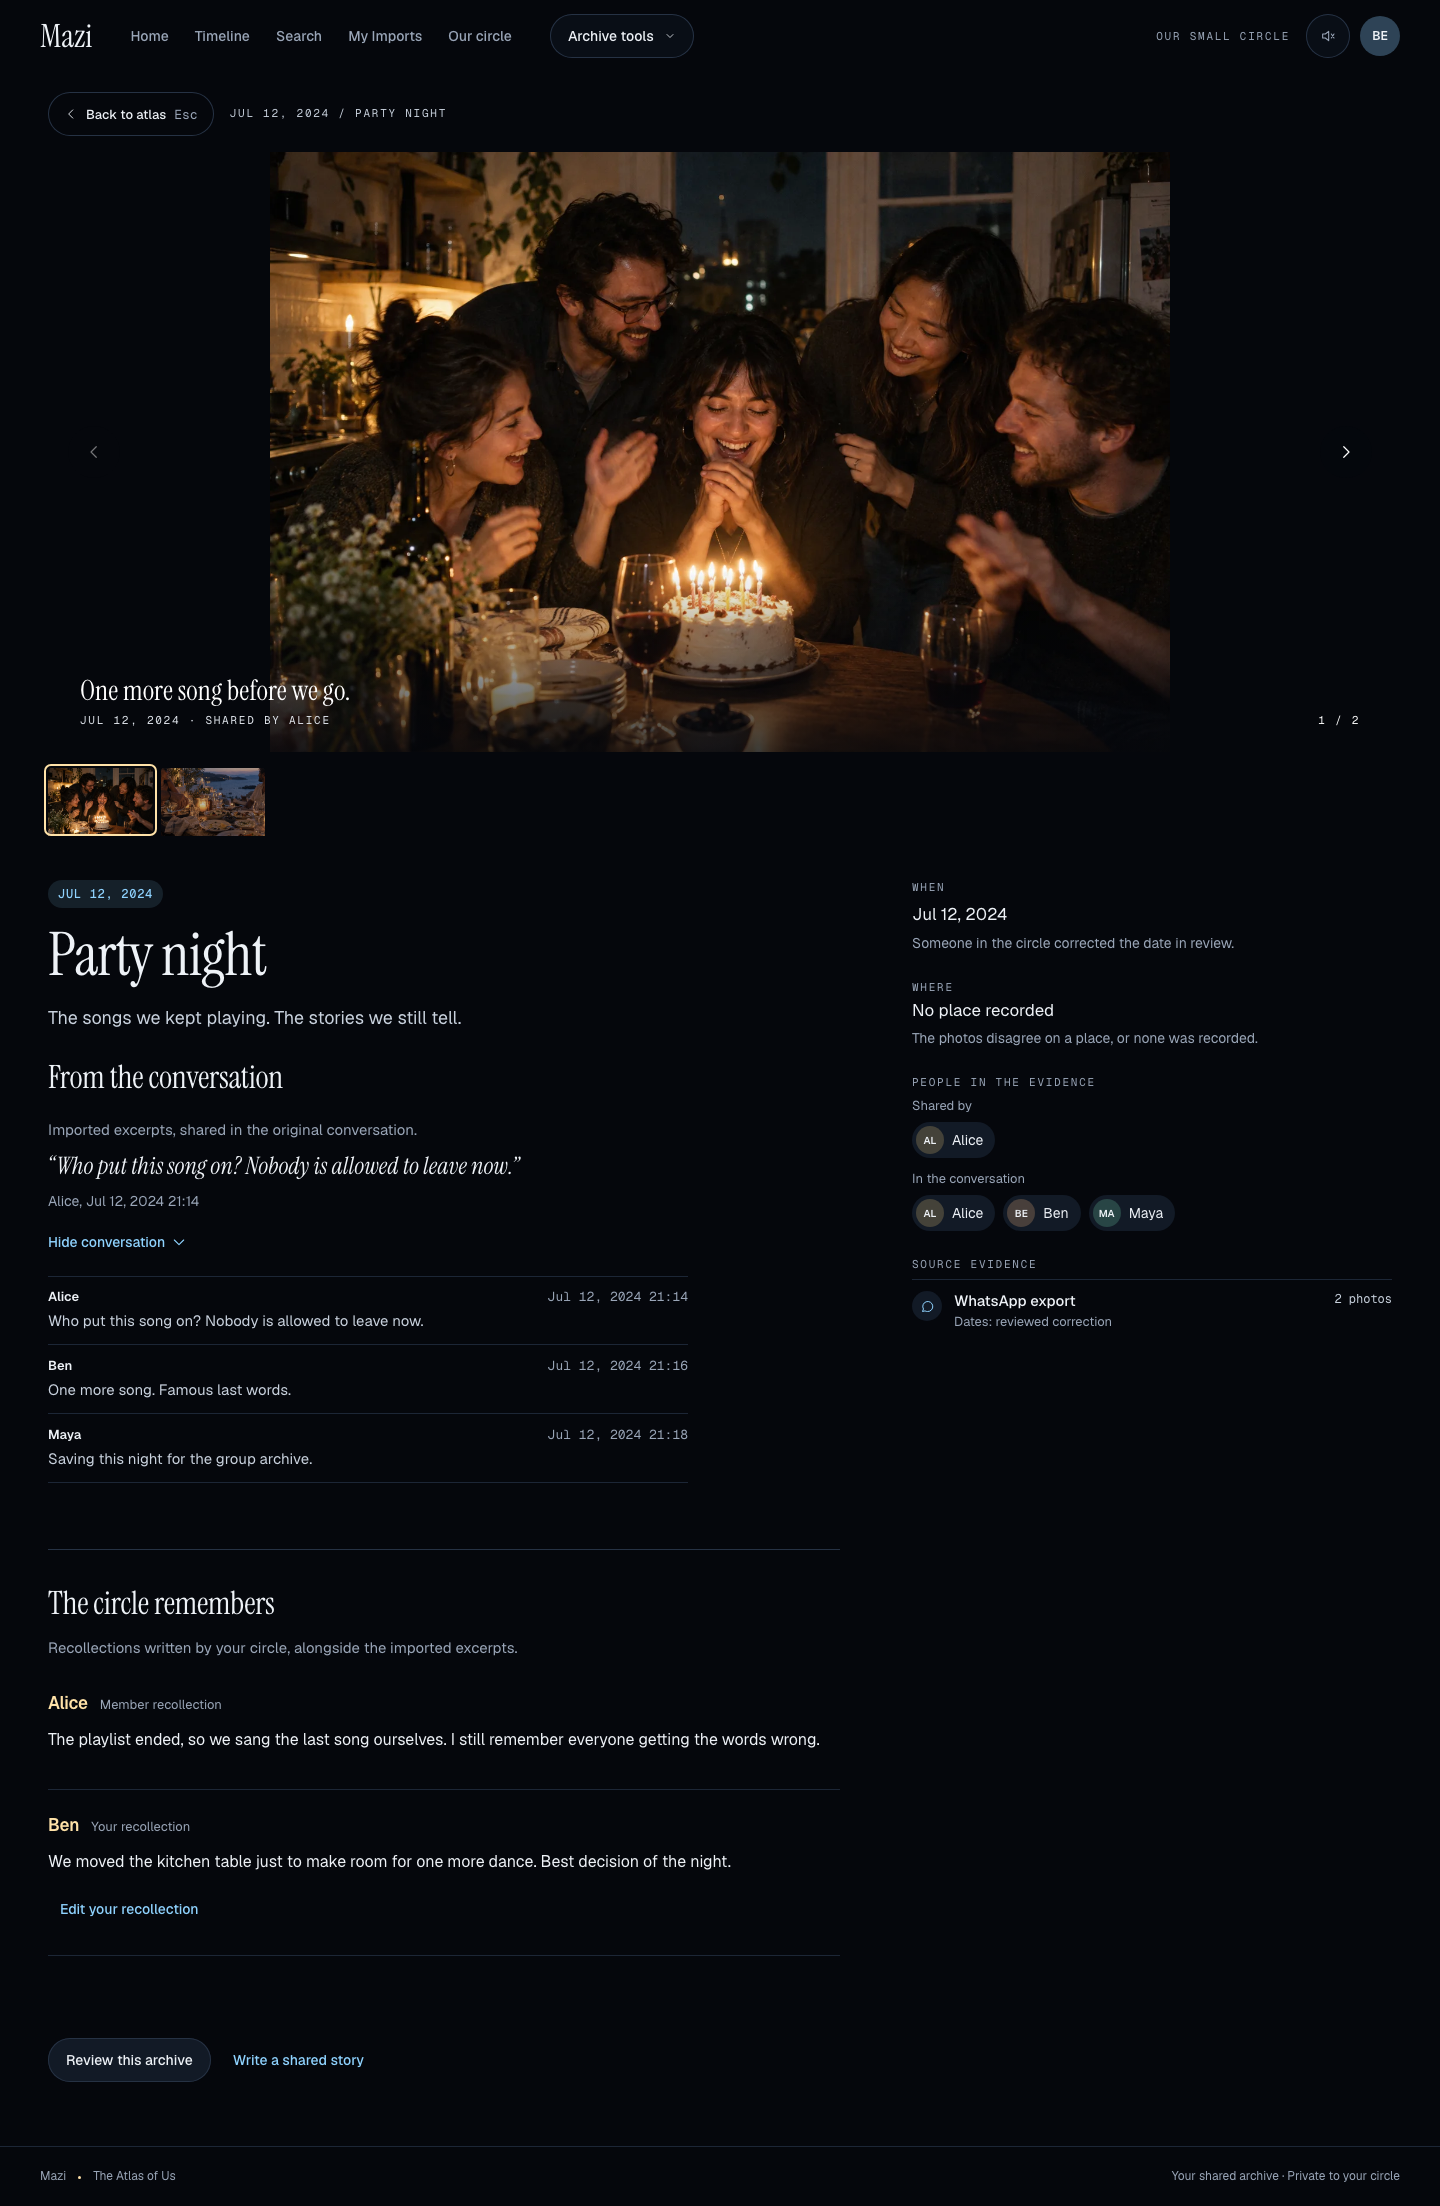 Mazi
Home
Timeline
Search
My Imports
Our circle
Archive tools
OUR SMALL CIRCLE
BE
Back to atlas Esc
JUL 12, 2024 / PARTY NIGHT
One more song before we go.
JUL 12, 2024 · SHARED BY ALICE
1 / 2
JUL 12, 2024
Party night
The songs we kept playing. The stories we still tell.
From the conversation
Imported excerpts, shared in the original conversation.
“Who put this song on? Nobody is allowed to leave now.”
Alice, Jul 12, 2024 21:14
Hide conversation
Alice Jul 12, 2024 21:14
Who put this song on? Nobody is allowed to leave now.
Ben Jul 12, 2024 21:16
One more song. Famous last words.
Maya Jul 12, 2024 21:18
Saving this night for the group archive.
WHEN
Jul 12, 2024
Someone in the circle corrected the date in review.
WHERE
No place recorded
The photos disagree on a place, or none was recorded.
PEOPLE IN THE EVIDENCE
Shared by
AL Alice
In the conversation
AL Alice BE Ben MA Maya
SOURCE EVIDENCE
WhatsApp export 2 photos
Dates: reviewed correction
The circle remembers
Recollections written by your circle, alongside the imported excerpts.
Alice Member recollection
The playlist ended, so we sang the last song ourselves. I still remember everyone getting the words wrong.
Ben Your recollection
We moved the kitchen table just to make room for one more dance. Best decision of the night.
Edit your recollection
Review this archive
Write a shared story
Mazi • The Atlas of Us
Your shared archive · Private to your circle